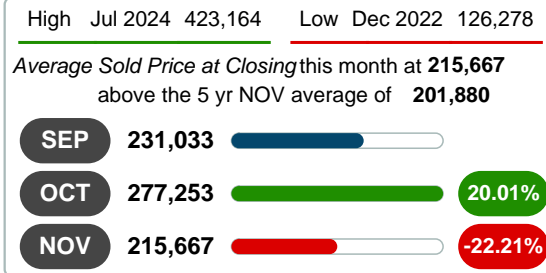 High Jul 2024 423,164 Low Dec 2022 126,278
Average Sold Price at Closing this month at 215,667
above the 5 yr NOV average of 201,880
SEP 231,033
OCT 277,253 20.01%
NOV 215,667 -22.21%